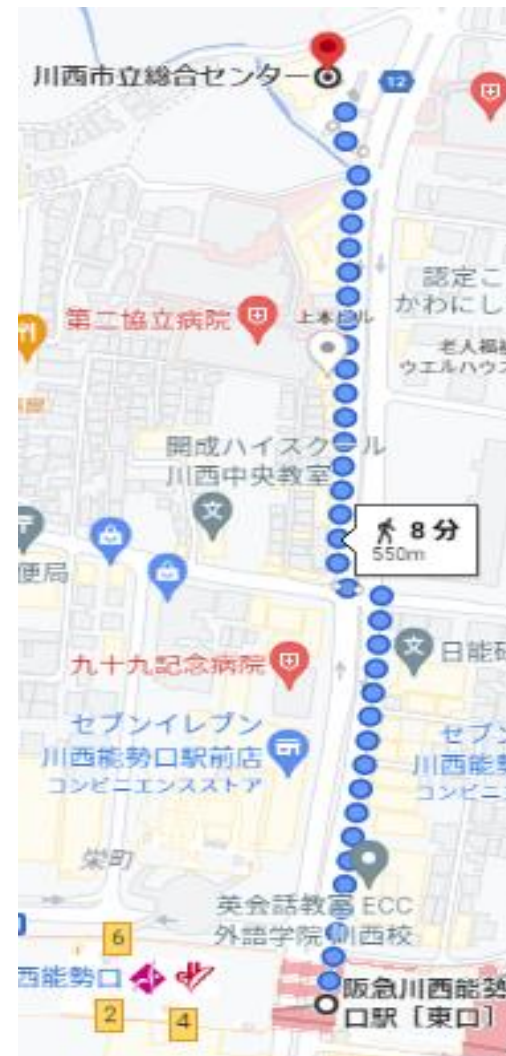 川西市立総合センター
12
認定こ
かわにし
第二協立病院
上本ビル
老人福祉
ウエルハウス
開成ハイスクール
川西中央教室
文
8分
550m
便局
文
日能研
九十九記念病院
セブンイレブン
川西能勢口駅前店
コンビニエンスストア
セブン
川西能勢
コンビニ
栄町
英会話教室 ECC
外語学院 川西校
6
西能勢口
2
4
阪急川西能勢
口駅［東口］